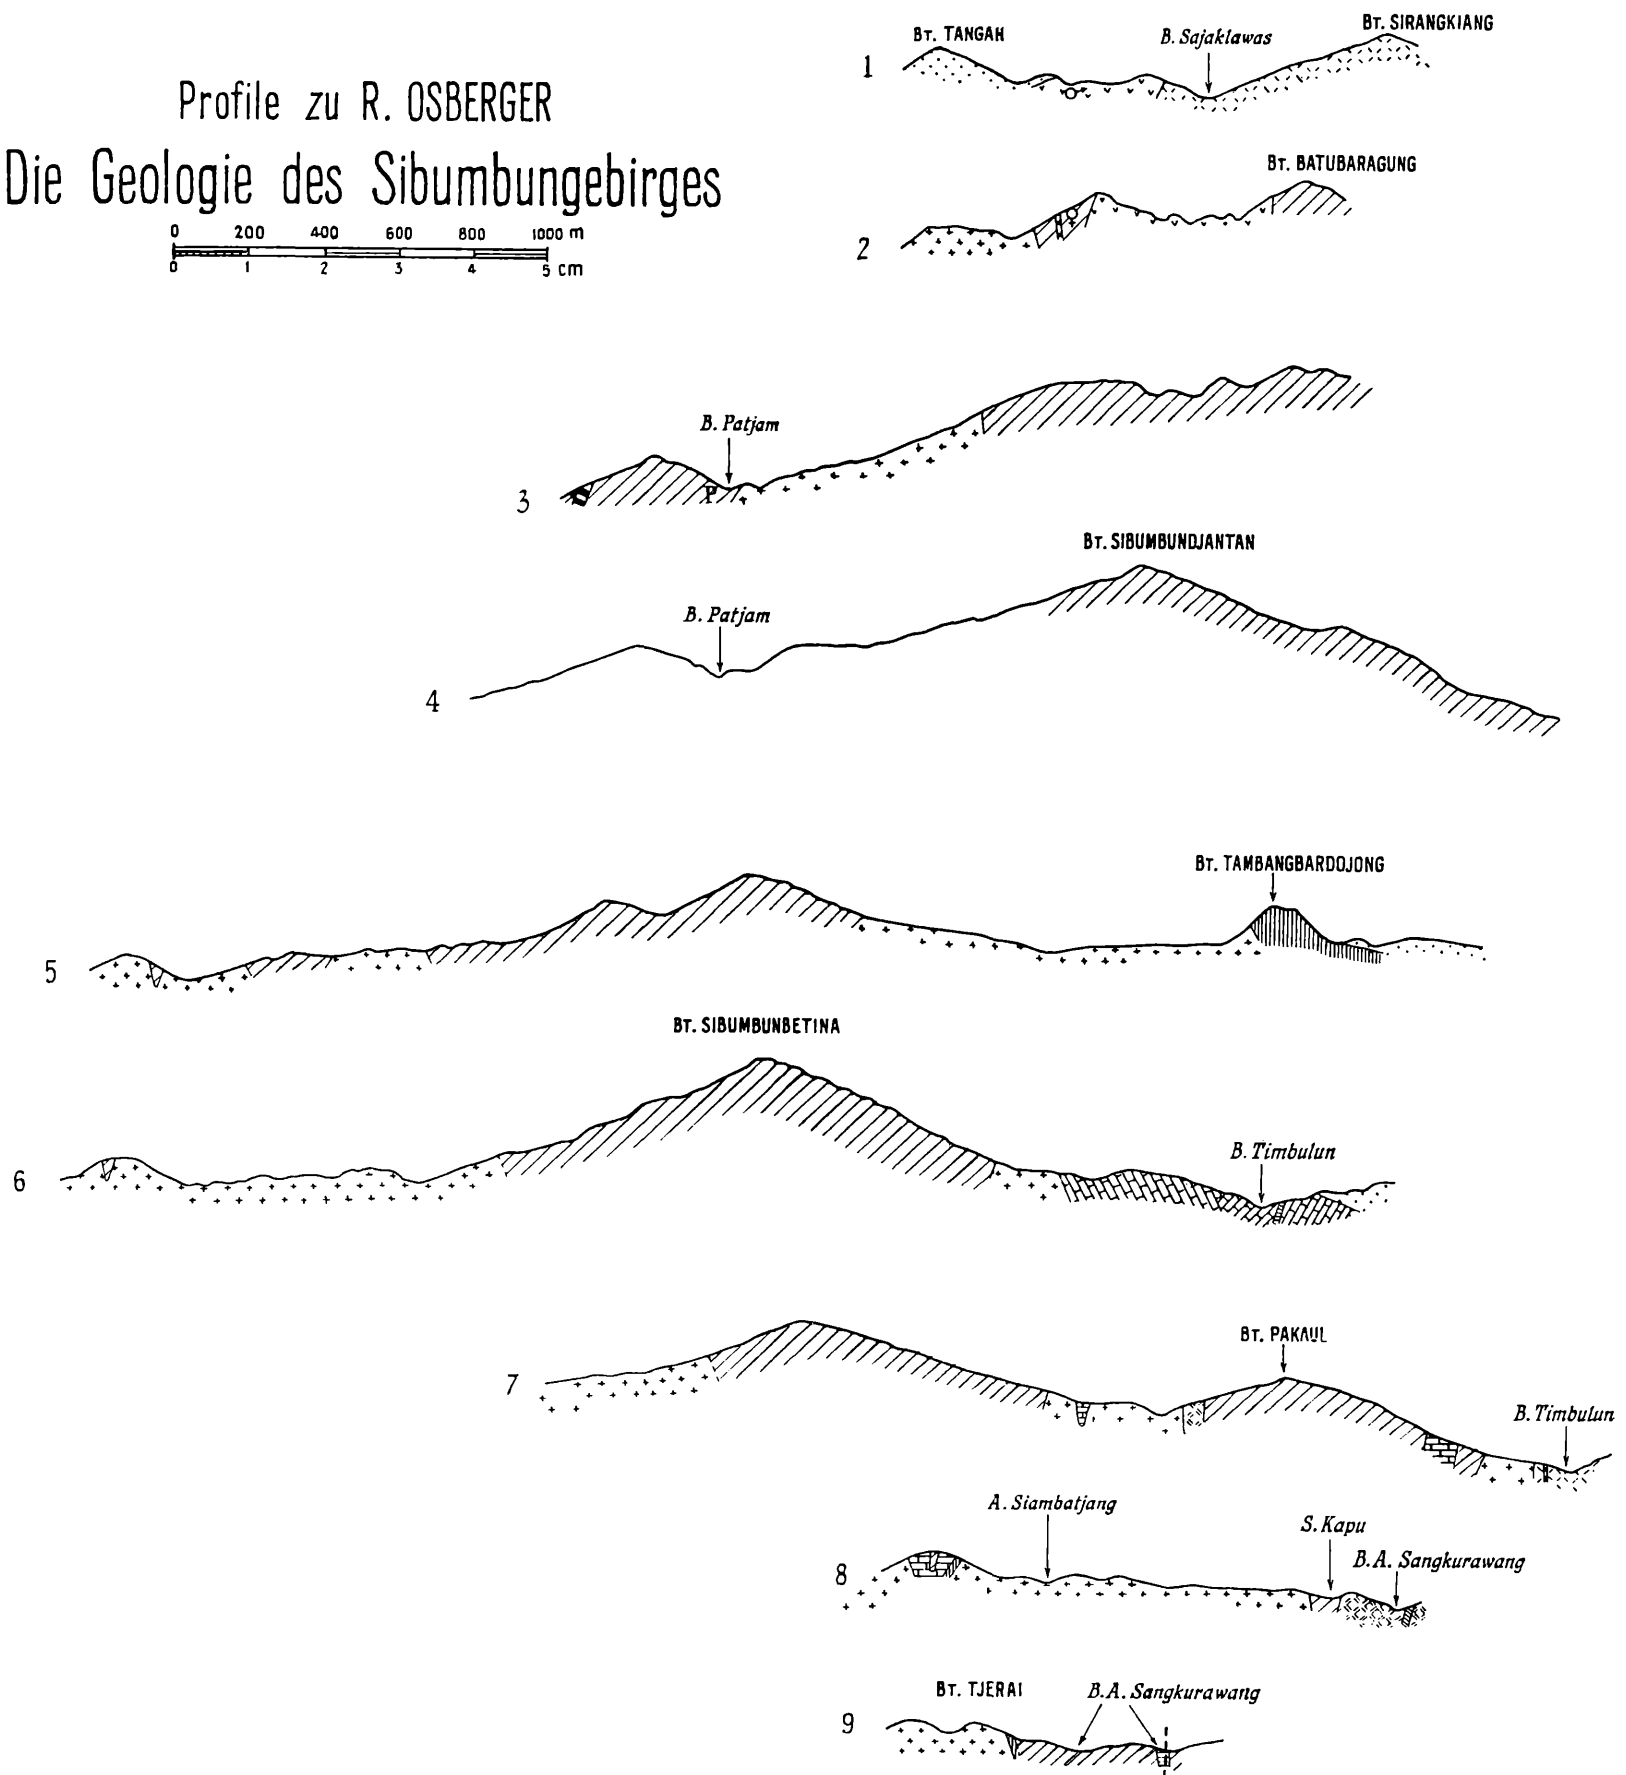 Profile zu R. OSBERGER
Die Geologie des Sibumbungebirges
0 200 400 600 800 1000 m
0 1 2 3 4 5 cm
BT. TANGAH
B. Sajaklawas
BT. SIRANGKIANG
1
BT. BATUBARAGUNG
2
B. Patjam
P
3
BT. SIBUMBUNDJANTAN
B. Patjam
4
BT. TAMBANGBARDOJONG
5
BT. SIBUMBUNBETINA
B. Timbulun
6
BT. PAKAUL
B. Timbulun
7
A. Siambatjang
S. Kapu
B.A. Sangkurawang
8
BT. TJERAI
B.A. Sangkurawang
9